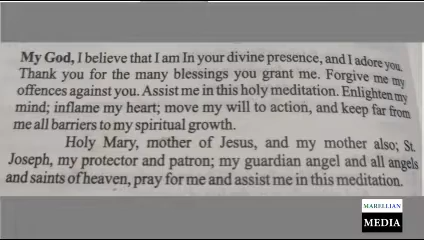 My God, I believe that I am In your divine presence, and I adore you.
Thank you for the many blessings you grant me. Forgive me my
offences against you. Assist me in this holy meditation. Enlighten my
mind; inflame my heart; move my will to action, and keep far from
me all barriers to my spiritual growth.
Holy Mary, mother of Jesus, and my mother also; St.
Joseph, my protector and patron; my guardian angel and all angels
and saints of heaven, pray for me and assist me in this meditation.
MARELLIAN
MEDIA